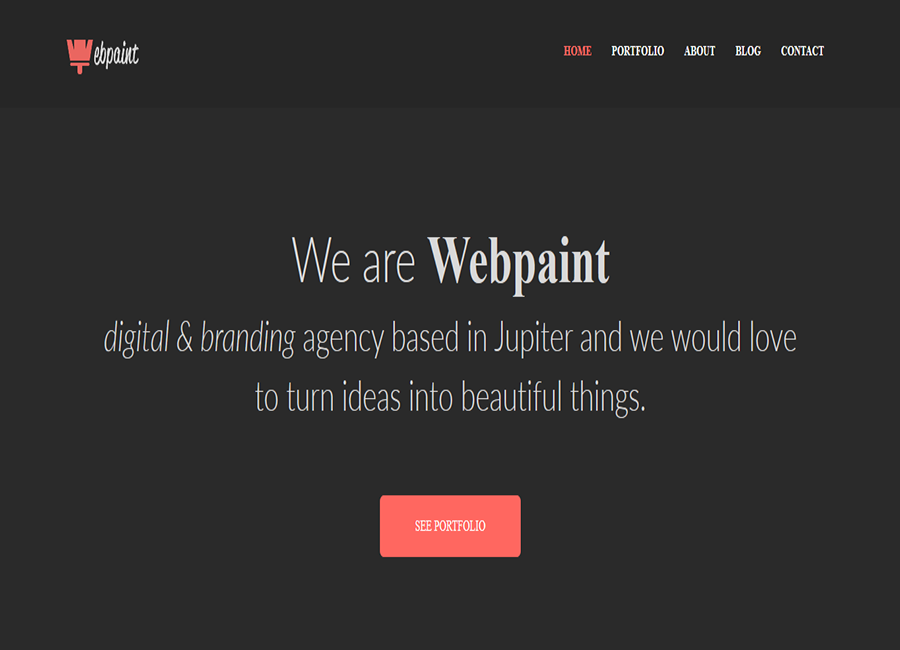 Webpaint
HOME PORTFOLIO ABOUT BLOG CONTACT
We are Webpaint
digital & branding agency based in Jupiter and we would love
to turn ideas into beautiful things.
SEE PORTFOLIO